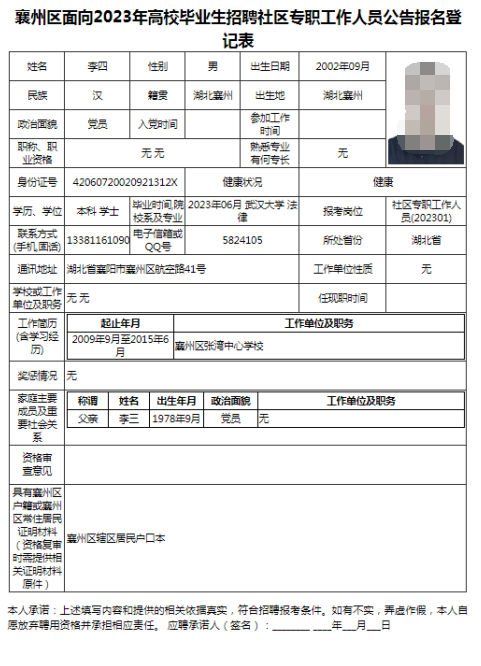 襄州区面向2023年高校毕业生招聘社区专职工作人员公告报名登
记表
姓名 李四 性别 男 出生日期 2002年09月
民族 汉 籍贯 湖北襄州 出生地 湖北襄州
政治面貌 党员 入党时间 参加工作
时间
职称、职
业资格 无 无 熟悉专业
有何专长 无
身份证号 42060720020921312X 健康状况 健康
学历、学位 本科 学士 毕业时间,院
校系及专业 2023年06月 武汉大学 法
律 报考岗位 社区专职工作人
员(202301)
联系方式
(手机,固话) 13381161090 电子信箱或
QQ号 5824105 所处省份 湖北省
通讯地址 湖北省襄阳市襄州区航空路41号 工作单位性质 无
学校或工作
单位及职务 无 无 任现职时间
工作简历
(含学习经
历)
起止年月 工作单位及职务
2009年9月至2015年6
月 襄州区张湾中心学校
奖惩情况 无
家庭主要
成员及重
要社会关
系
称谓 姓名 出生年月 政治面貌 工作单位及职务
父亲 李三 1978年9月 党员 无
资格审
查意见
具有襄州区
户籍或襄州
区常住居民
证明材料
（资格复审
时需提供相
关证明材料
原件）
襄州区辖区居民户口本
本人承诺：上述填写内容和提供的相关依据真实，符合招聘报考条件。如有不实，弄虚作假，本人自
愿放弃聘用资格并承担相应责任。 应聘承诺人（签名）：________ ____年___月___日